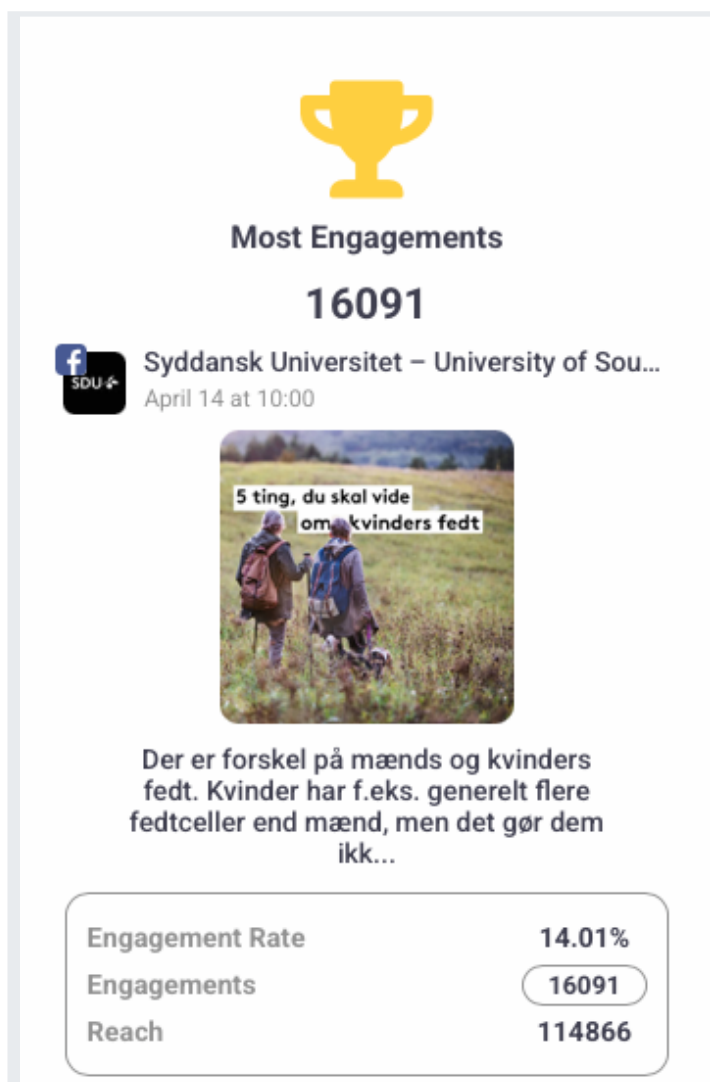 Most Engagements
16091
f
SDU
Syddansk Universitet – University of Sou...
April 14 at 10:00
5 ting, du skal vide
om kvinders fedt
Der er forskel på mænds og kvinders
fedt. Kvinder har f.eks. generelt flere
fedtceller end mænd, men det gør dem
ikk...
Engagement Rate 14.01%
Engagements 16091
Reach 114866